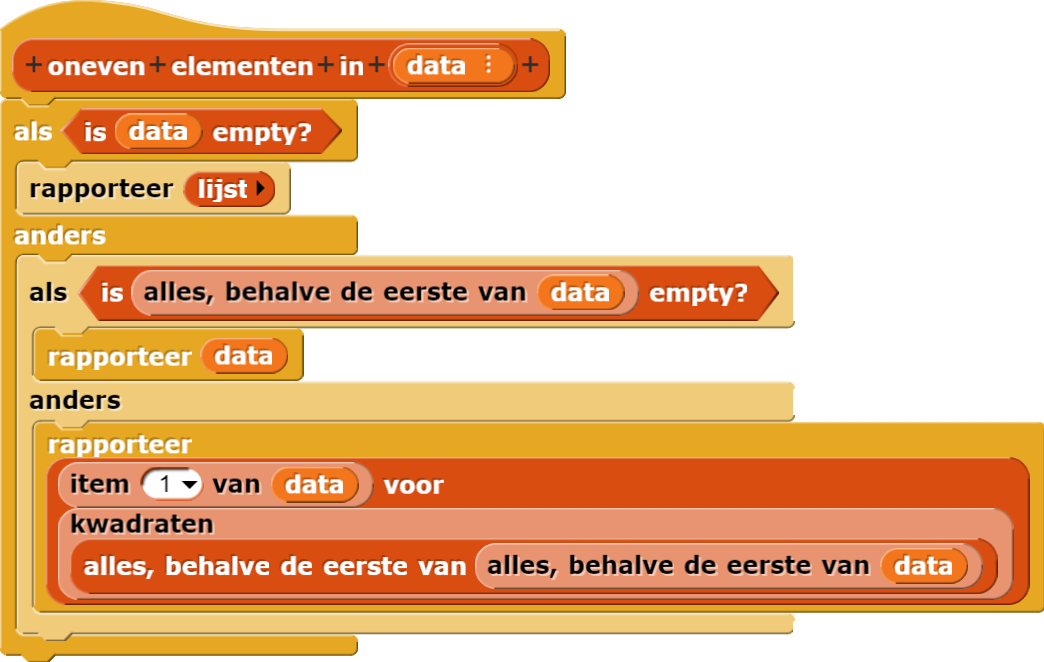 + oneven + elementen + in + data ⋮ +
als is data empty?
rapporteer lijst
anders
als is alles, behalve de eerste van data empty?
rapporteer data
anders
rapporteer
item 1 van data voor
kwadraten
alles, behalve de eerste van alles, behalve de eerste van data